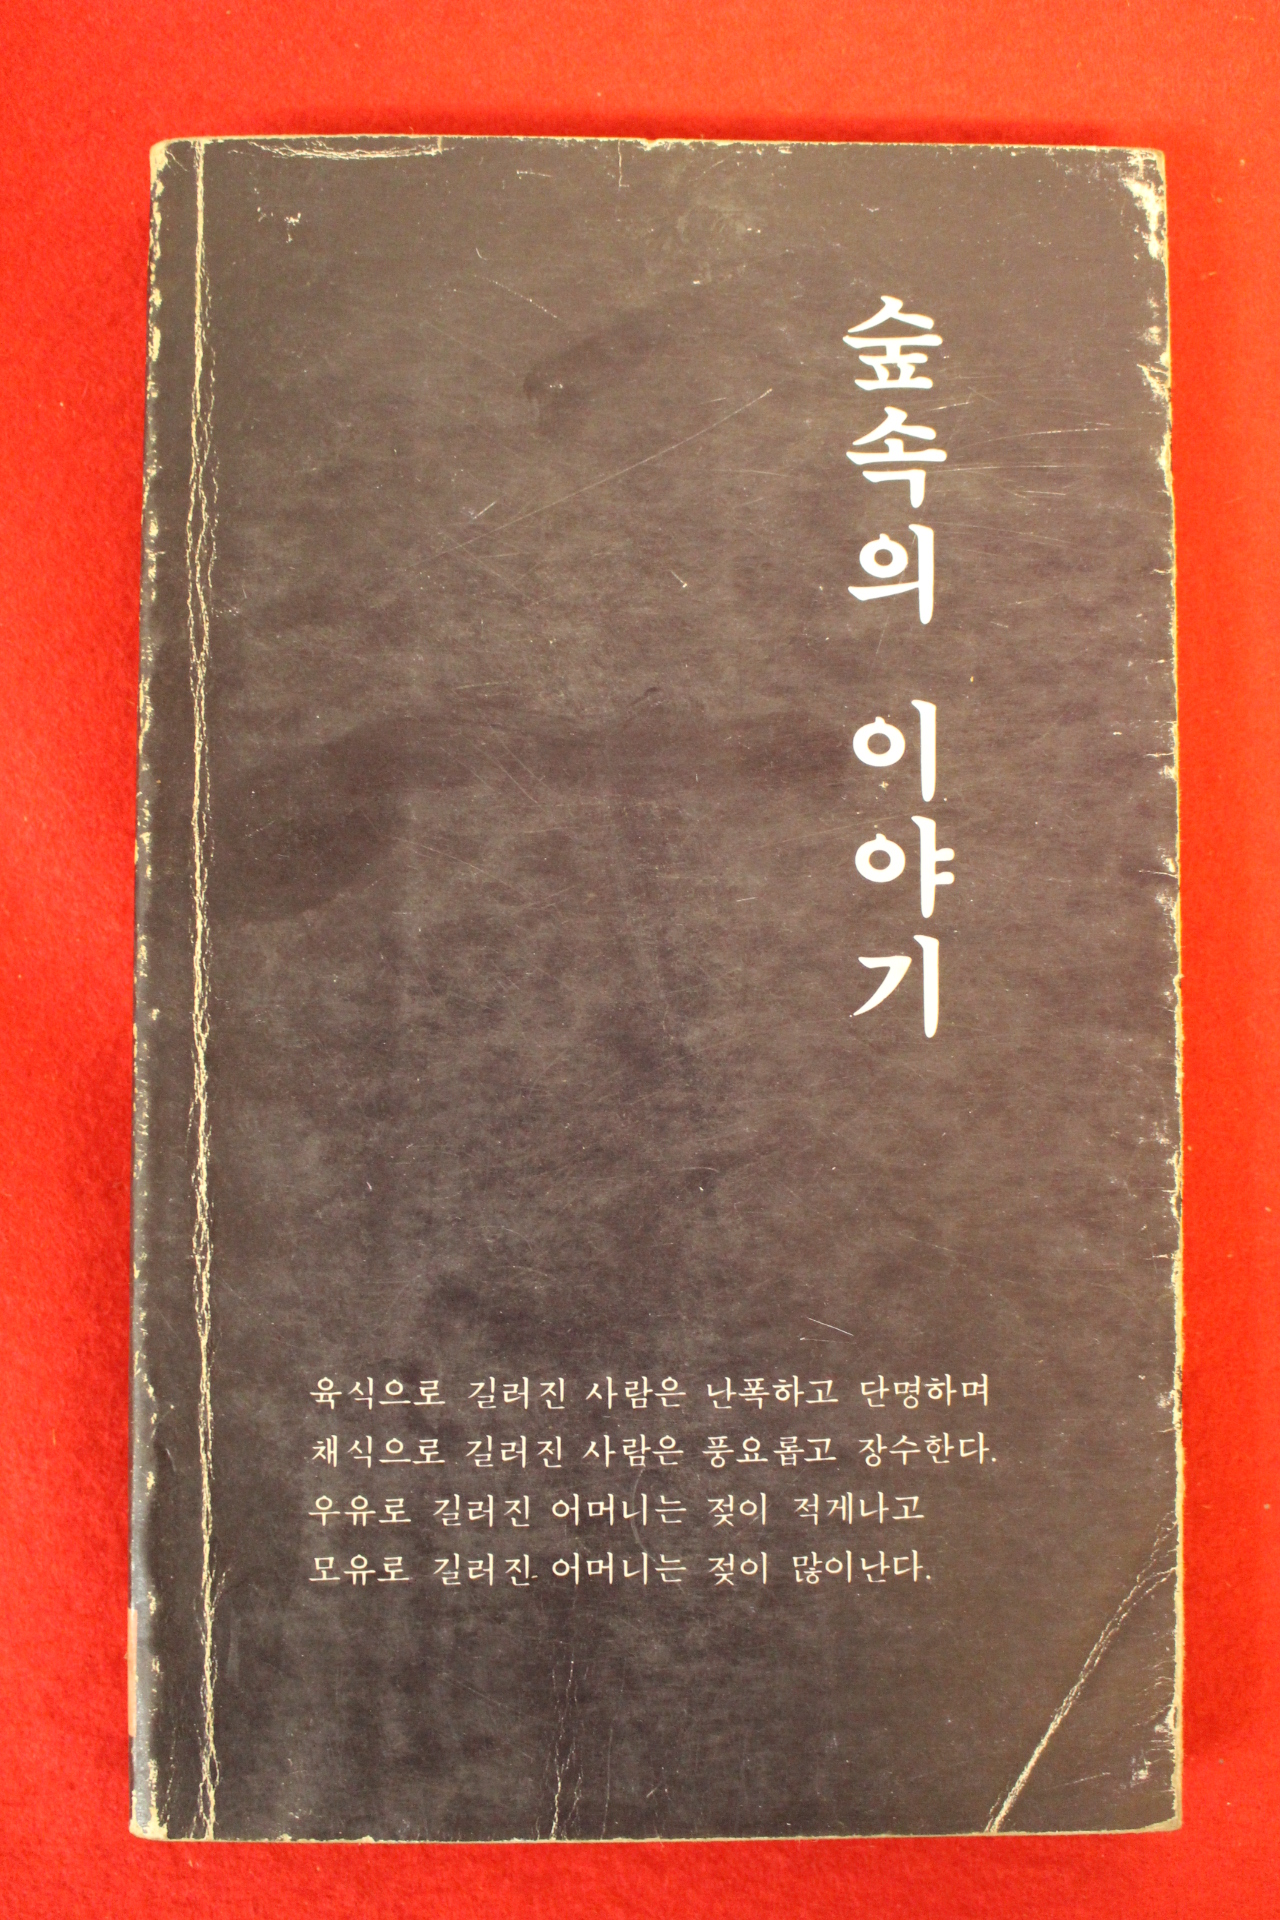 숲속의 이야기
육식으로 길러진 사람은 난폭하고 단명하며
채식으로 길러진 사람은 풍요롭고 장수한다.
우유로 길러진 어머니는 젖이 적게나고
모유로 길러진 어머니는 젖이 많이난다.